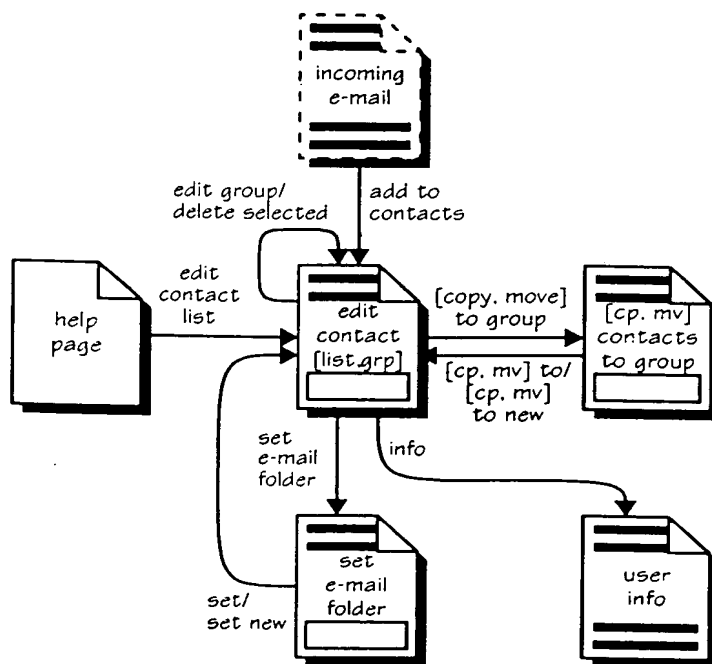 incoming
e-mail
edit group/
delete selected
add to
contacts
edit
contact
list
help
page
edit
contact
[list.grp]
[copy. move]
to group
[cp. mv]
contacts
to group
[cp. mv] to/
[cp. mv]
to new
set
e-mail
folder
info
set/
set new
set
e-mail
folder
user
info